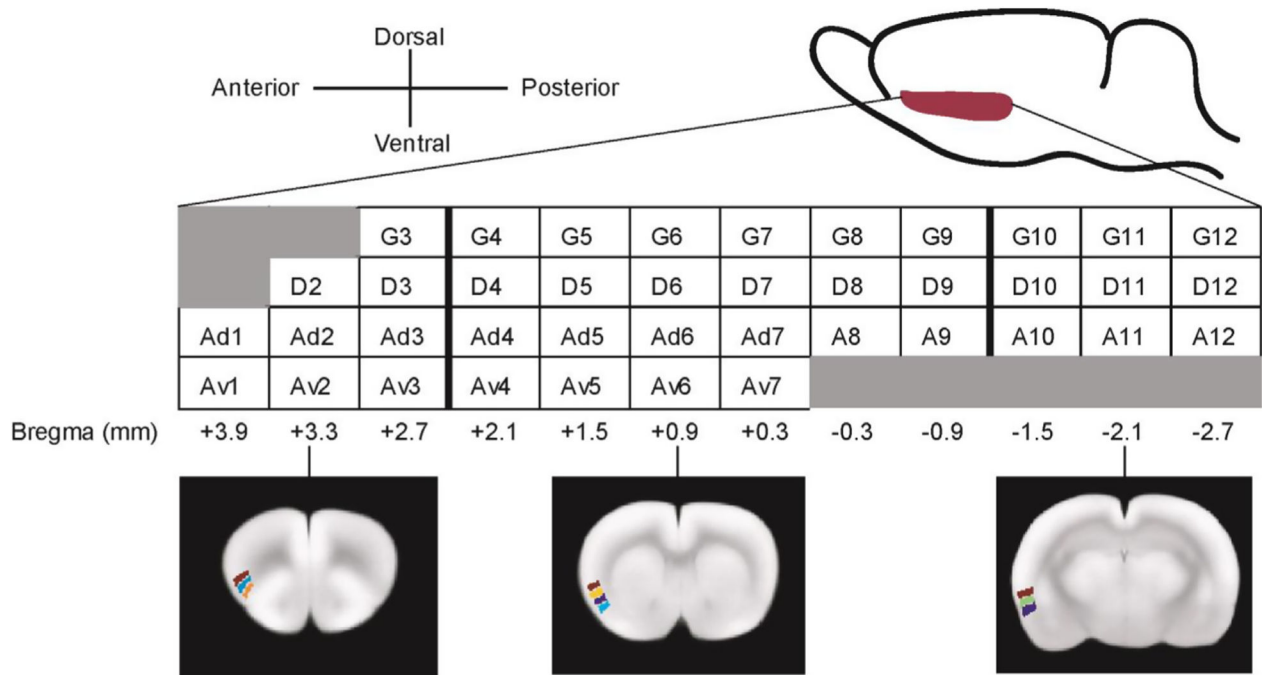 Dorsal
Anterior Posterior
Ventral
G3 G4 G5 G6 G7 G8 G9 G10 G11 G12
D2 D3 D4 D5 D6 D7 D8 D9 D10 D11 D12
Ad1 Ad2 Ad3 Ad4 Ad5 Ad6 Ad7 A8 A9 A10 A11 A12
Av1 Av2 Av3 Av4 Av5 Av6 Av7
Bregma (mm) +3.9 +3.3 +2.7 +2.1 +1.5 +0.9 +0.3 -0.3 -0.9 -1.5 -2.1 -2.7